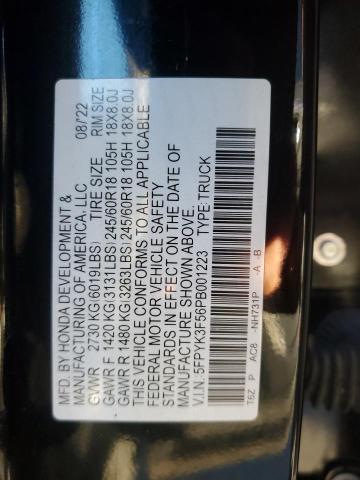 MFD. BY HONDA DEVELOPMENT & 08/22
MANUFACTURING OF AMERICA, LLC.
GVWR 2730 KG(6019LBS) TIRE SIZE RIM SIZE
GAWR F 1420 KG(3131LBS) 245/60R18 105H 18X8.0J
GAWR R 1480 KG(3263LBS) 245/60R18 105H 18X8.0J
THIS VEHICLE CONFORMS TO ALL APPLICABLE
FEDERAL MOTOR VEHICLE SAFETY
STANDARDS IN EFFECT ON THE DATE OF
MANUFACTURE SHOWN ABOVE.
V.I.N. 5FPYK3F56PB001223 TYPE: TRUCK
T6Z P AC8 -NH731P -A -B